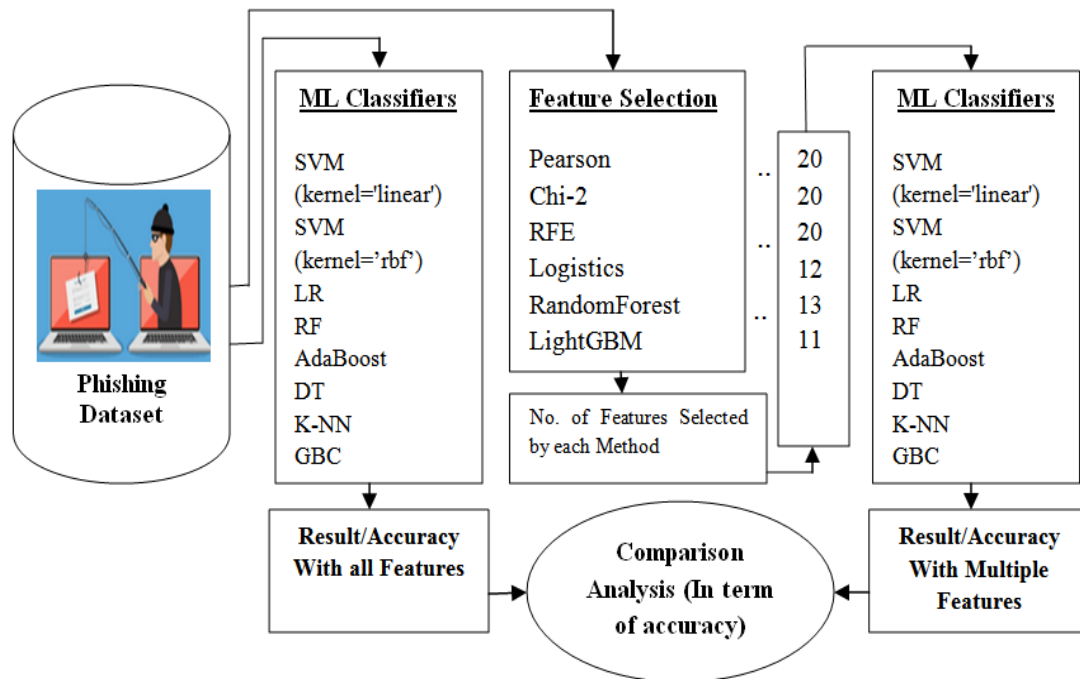 Phishing
Dataset
ML Classifiers
SVM
(kernel='linear')
SVM
(kernel=’rbf’)
LR
RF
AdaBoost
DT
K-NN
GBC
Feature Selection
Pearson
Chi-2
RFE
Logistics
RandomForest
LightGBM
..
..
..
20
20
20
12
13
11
No. of Features Selected
by each Method
ML Classifiers
SVM
(kernel='linear')
SVM
(kernel=’rbf’)
LR
RF
AdaBoost
DT
K-NN
GBC
Result/Accuracy
With all Features
Comparison
Analysis (In term
of accuracy)
Result/Accuracy
With Multiple
Features